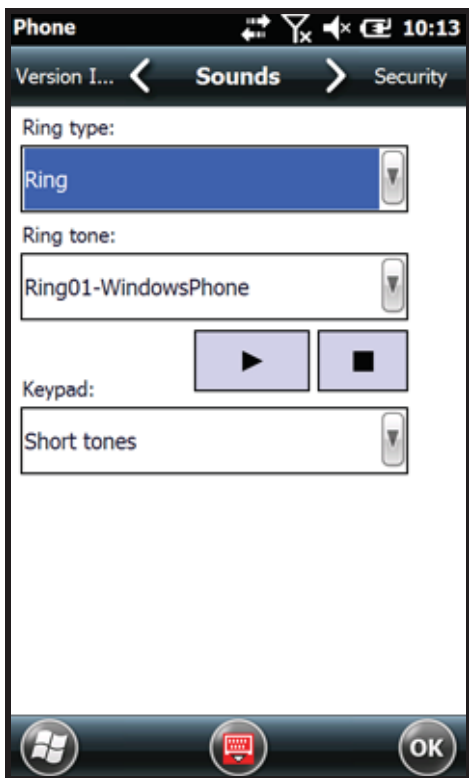 Phone 10:13
Version I... Sounds Security
Ring type:
Ring
Ring tone:
Ring01-WindowsPhone
Keypad:
Short tones
OK